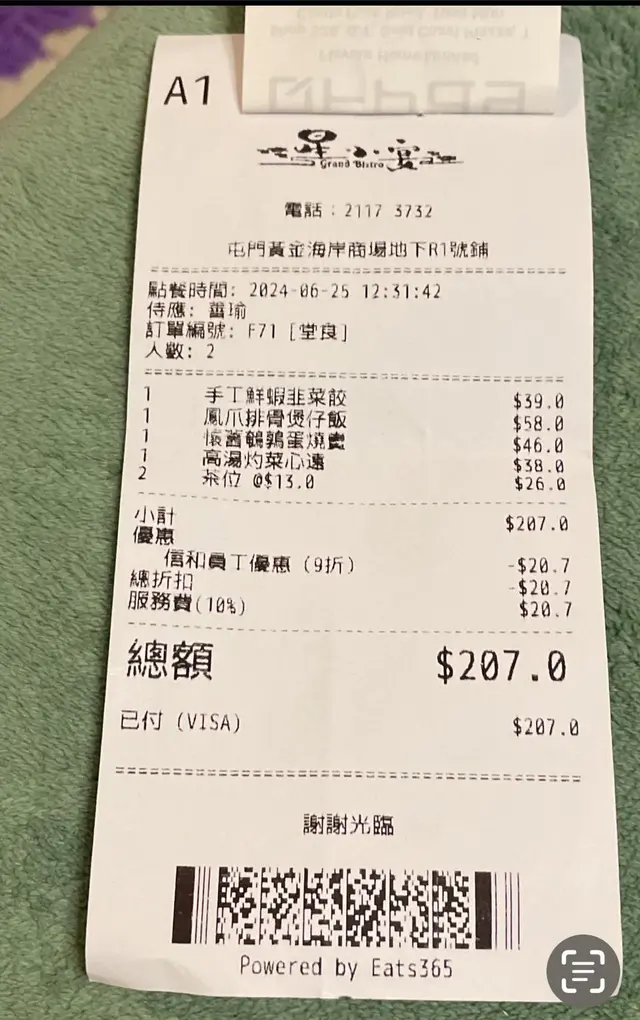 A1
星小宴
Grand Bistro
電話：2117 3732
屯門黃金海岸商場地下R1號鋪
點餐時間: 2024-06-25 12:31:42
侍應: 善瑜
訂單編號: F71 [堂食]
人數: 2
1 手工鮮蝦韭菜餃 $39.0
1 鳳爪排骨煲仔飯 $58.0
1 懷舊鵪鶉蛋燒賣 $46.0
1 高湯灼菜心遠 $38.0
2 茶位 @$13.0 $26.0
小計 $207.0
優惠
信和員工優惠 (9折) -$20.7
總折扣 -$20.7
服務費(10%) $20.7
總額 $207.0
已付 (VISA) $207.0
謝謝光臨
Powered by Eats365